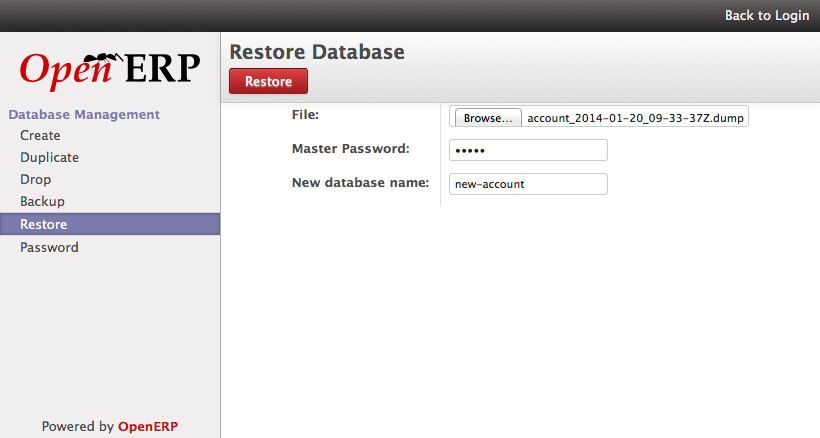 Back to Login
OpenERP
Database Management
Create
Duplicate
Drop
Backup
Restore
Password
Powered by OpenERP
Restore Database
Restore
File:
Browse... account_2014-01-20_09-33-37Z.dump
Master Password:
•••••
New database name:
new-account